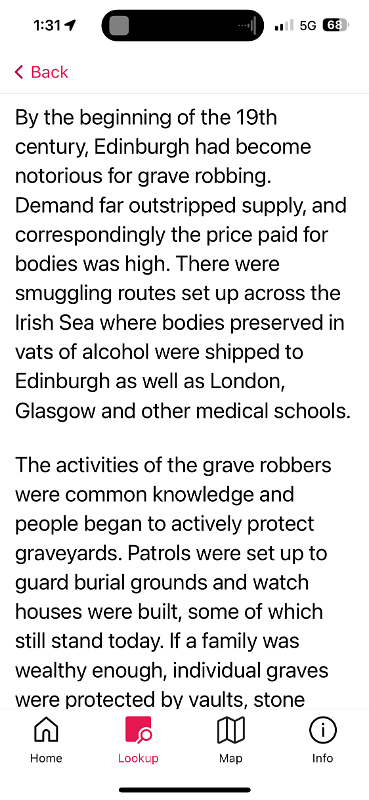 1:31
5G
68
Back
By the beginning of the 19th
century, Edinburgh had become
notorious for grave robbing.
Demand far outstripped supply, and
correspondingly the price paid for
bodies was high. There were
smuggling routes set up across the
Irish Sea where bodies preserved in
vats of alcohol were shipped to
Edinburgh as well as London,
Glasgow and other medical schools.
The activities of the grave robbers
were common knowledge and
people began to actively protect
graveyards. Patrols were set up to
guard burial grounds and watch
houses were built, some of which
still stand today. If a family was
wealthy enough, individual graves
were protected by vaults, stone
Home
Lookup
Map
Info